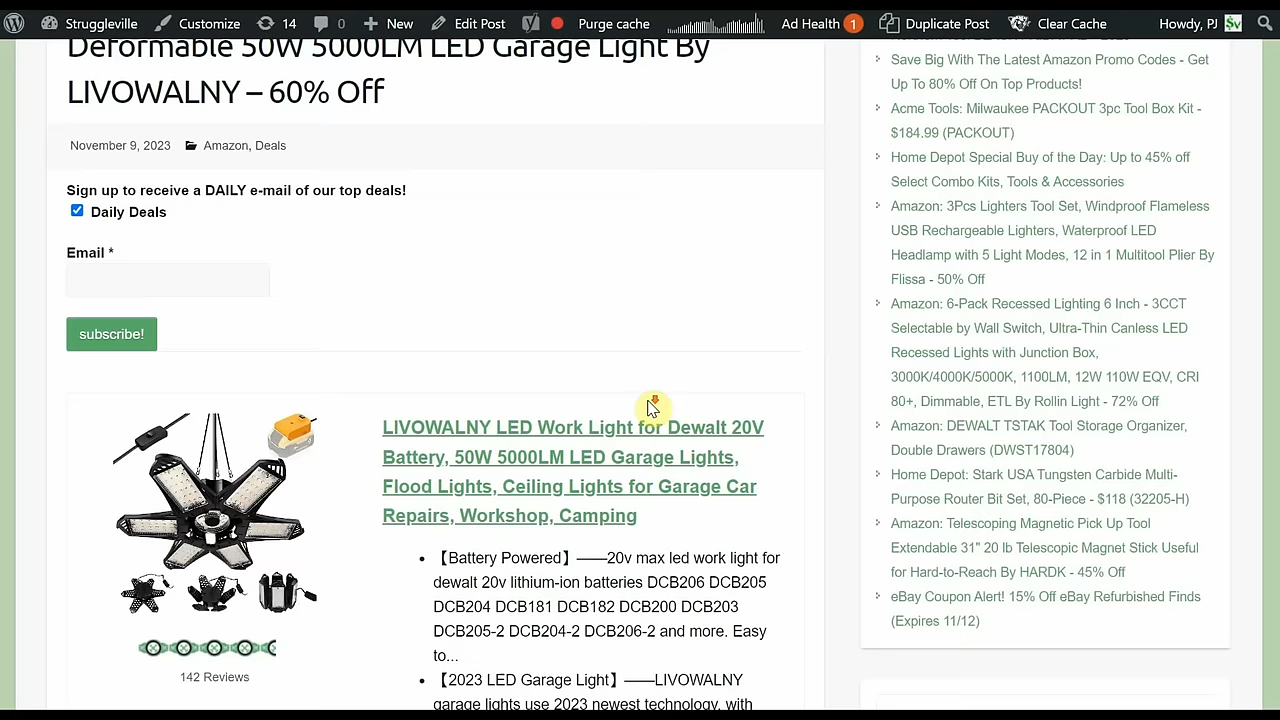 Struggleville Customize 14 0 New Edit Post Purge cache Ad Health 1 Duplicate Post Clear Cache Howdy, PJ
Deformable 50W 5000LM LED Garage Light By
LIVOWALNY – 60% Off
November 9, 2023 Amazon, Deals
Sign up to receive a DAILY e-mail of our top deals!
Daily Deals
Email *
subscribe!
LIVOWALNY LED Work Light for Dewalt 20V
Battery, 50W 5000LM LED Garage Lights,
Flood Lights, Ceiling Lights for Garage Car
Repairs, Workshop, Camping
142 Reviews
• 【Battery Powered】——20v max led work light for
dewalt 20v lithium-ion batteries DCB206 DCB205
DCB204 DCB181 DCB182 DCB200 DCB203
DCB205-2 DCB204-2 DCB206-2 and more. Easy
to...
• 【2023 LED Garage Light】——LIVOWALNY
garage lights use 2023 newest technology, with
Save Big With The Latest Amazon Promo Codes - Get
Up To 80% Off On Top Products!
Acme Tools: Milwaukee PACKOUT 3pc Tool Box Kit -
$184.99 (PACKOUT)
Home Depot Special Buy of the Day: Up to 45% off
Select Combo Kits, Tools & Accessories
Amazon: 3Pcs Lighters Tool Set, Windproof Flameless
USB Rechargeable Lighters, Waterproof LED
Headlamp with 5 Light Modes, 12 in 1 Multitool Plier By
Flissa - 50% Off
Amazon: 6-Pack Recessed Lighting 6 Inch - 3CCT
Selectable by Wall Switch, Ultra-Thin Canless LED
Recessed Lights with Junction Box,
3000K/4000K/5000K, 1100LM, 12W 110W EQV, CRI
80+, Dimmable, ETL By Rollin Light - 72% Off
Amazon: DEWALT TSTAK Tool Storage Organizer,
Double Drawers (DWST17804)
Home Depot: Stark USA Tungsten Carbide Multi-
Purpose Router Bit Set, 80-Piece - $118 (32205-H)
Amazon: Telescoping Magnetic Pick Up Tool
Extendable 31" 20 lb Telescopic Magnet Stick Useful
for Hard-to-Reach By HARDK - 45% Off
eBay Coupon Alert! 15% Off eBay Refurbished Finds
(Expires 11/12)